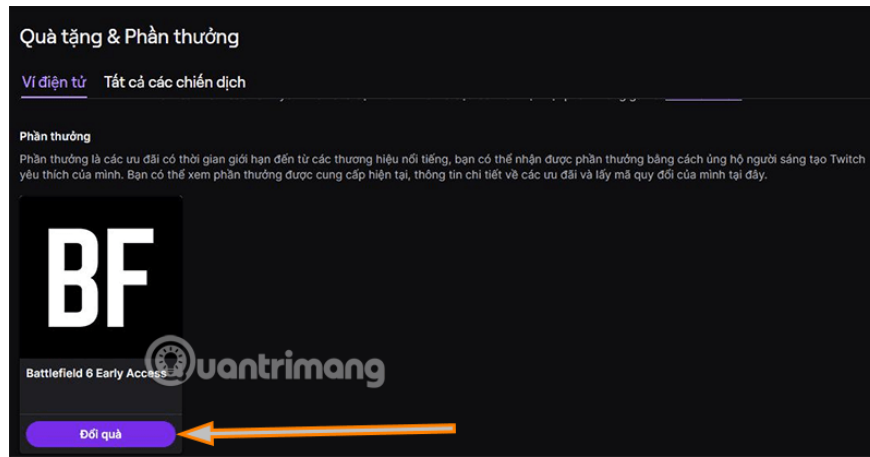 Quà tặng & Phần thưởng
Ví điện tử Tất cả các chiến dịch
Phần thưởng
Phần thưởng là các ưu đãi có thời gian giới hạn đến từ các thương hiệu nổi tiếng, bạn có thể nhận được phần thưởng bằng cách ủng hộ người sáng tạo Twitch
yêu thích của mình. Bạn có thể xem phần thưởng được cung cấp hiện tại, thông tin chi tiết về các ưu đãi và lấy mã quy đổi của mình tại đây.
BF
Battlefield 6 Early Access
Quantrimang
Đổi quà